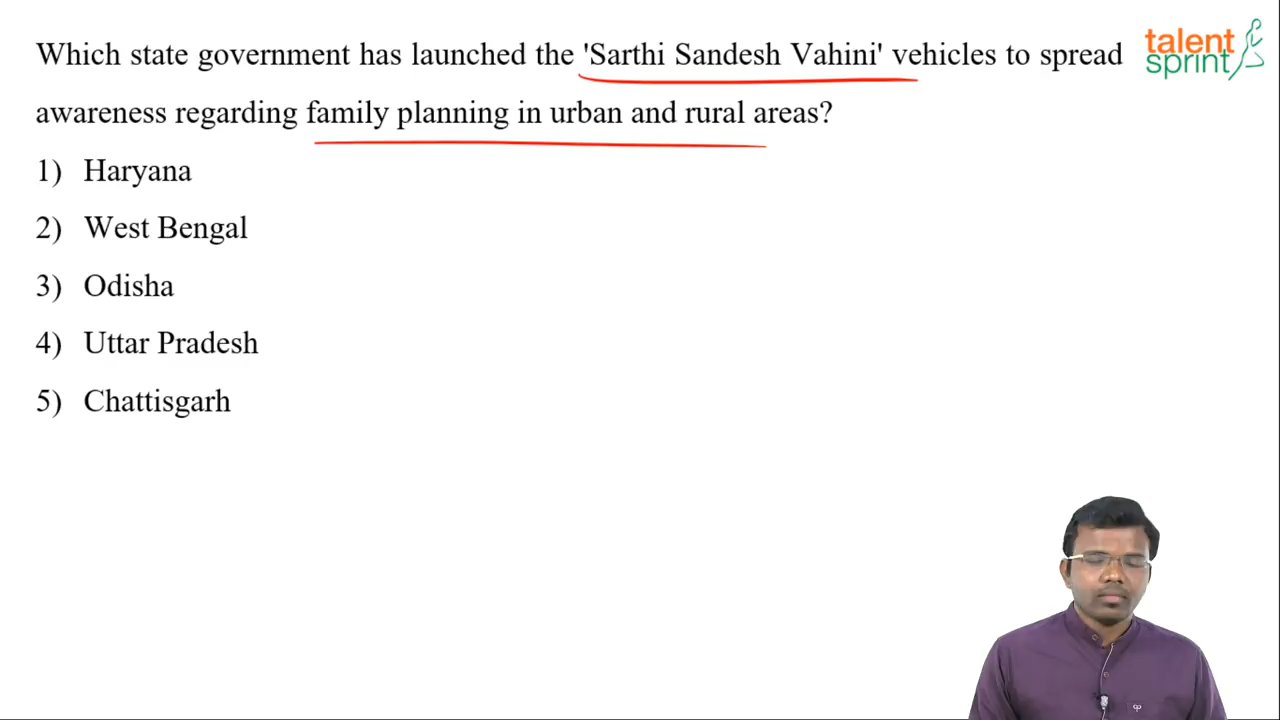 Which state government has launched the 'Sarthi Sandesh Vahini' vehicles to spread
awareness regarding family planning in urban and rural areas?
1) Haryana
2) West Bengal
3) Odisha
4) Uttar Pradesh
5) Chattisgarh
talent
sprint